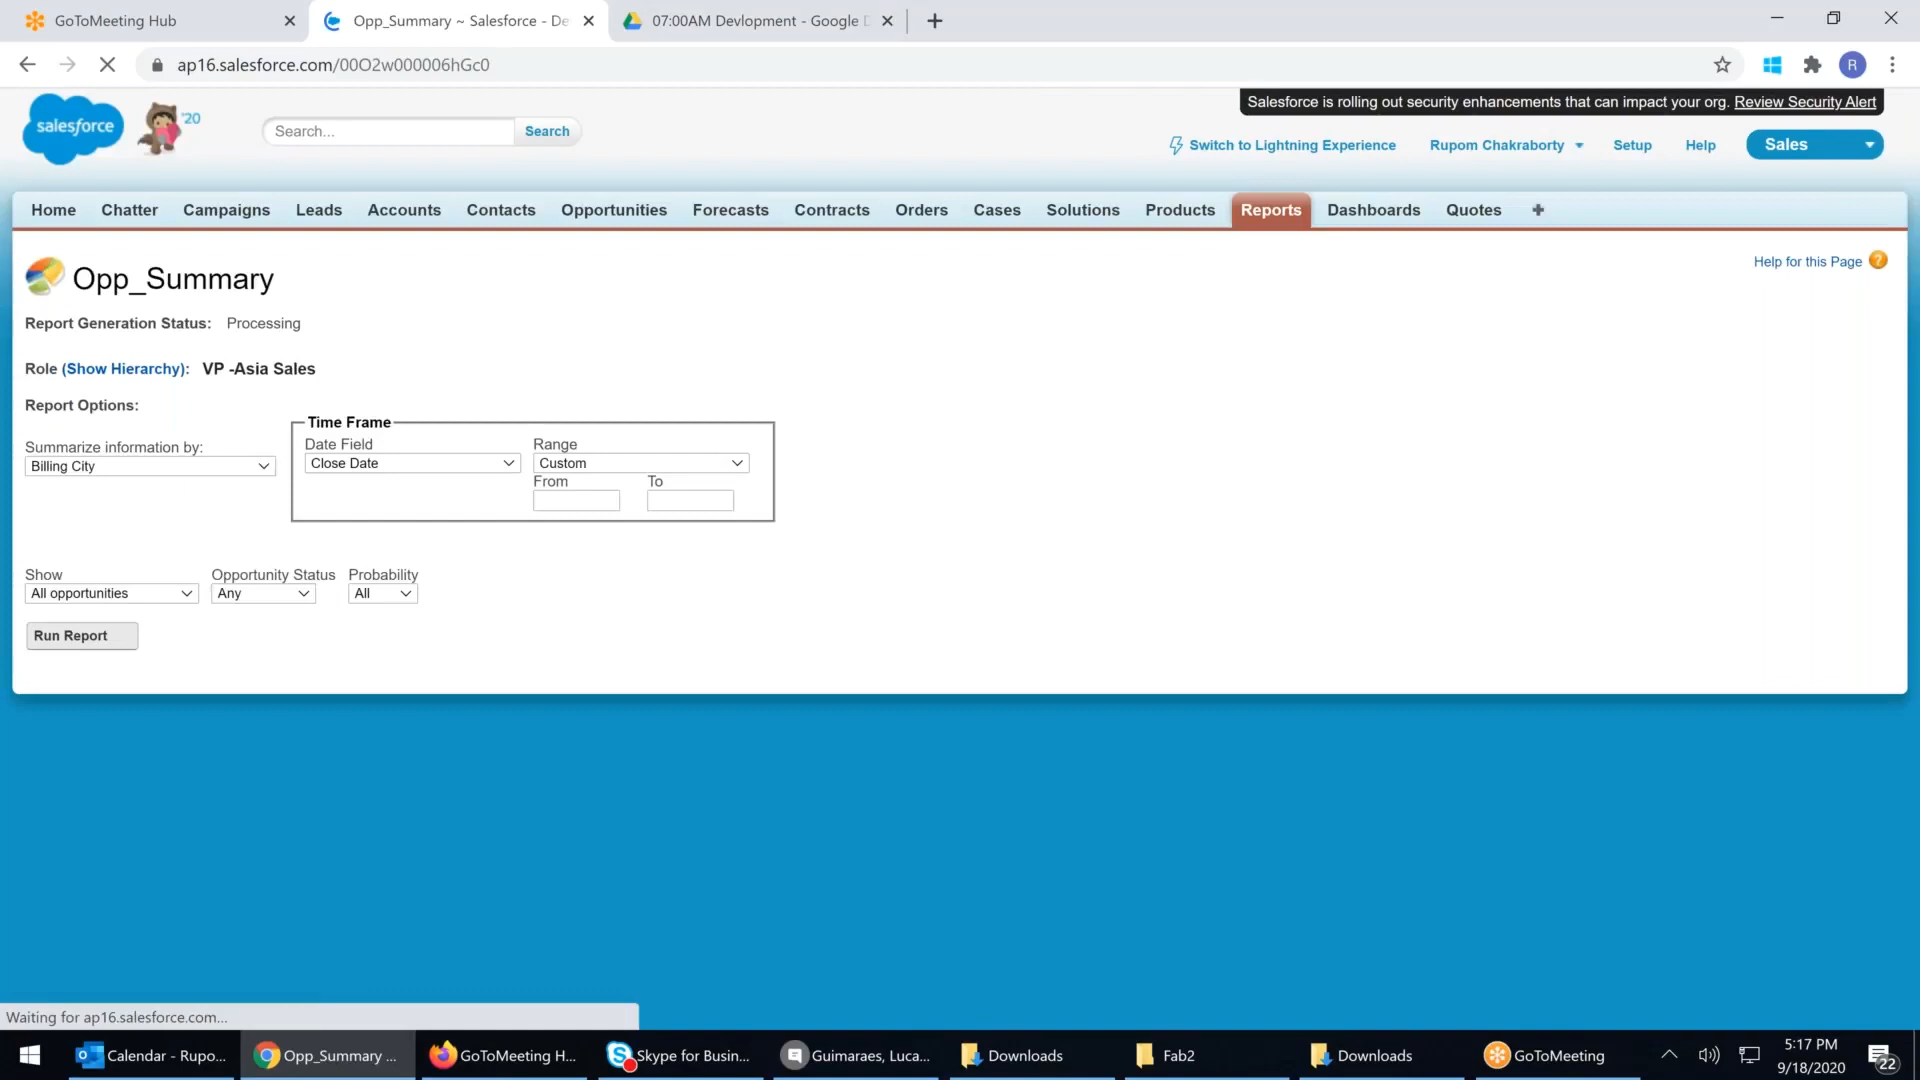 GoToMeeting Hub
Opp_Summary ~ Salesforce - De
07:00AM Devlopment - Google D
ap16.salesforce.com/00O2w000006hGc0
R
Salesforce is rolling out security enhancements that can impact your org. Review Security Alert
salesforce
'20
Search...
Search
Switch to Lightning Experience
Rupom Chakraborty
Setup
Help
Sales
Home
Chatter
Campaigns
Leads
Accounts
Contacts
Opportunities
Forecasts
Contracts
Orders
Cases
Solutions
Products
Reports
Dashboards
Quotes
Opp_Summary
Help for this Page
?
Report Generation Status: Processing
Role (Show Hierarchy): VP -Asia Sales
Report Options:
Time Frame
Summarize information by:
Billing City
Date Field
Close Date
Range
Custom
From
To
Show
All opportunities
Opportunity Status
Any
Probability
All
Run Report
Waiting for ap16.salesforce.com...
Calendar - Rupo...
Opp_Summary ...
GoToMeeting H...
Skype for Busin...
Guimaraes, Luca...
Downloads
Fab2
Downloads
GoToMeeting
5:17 PM
9/18/2020
22